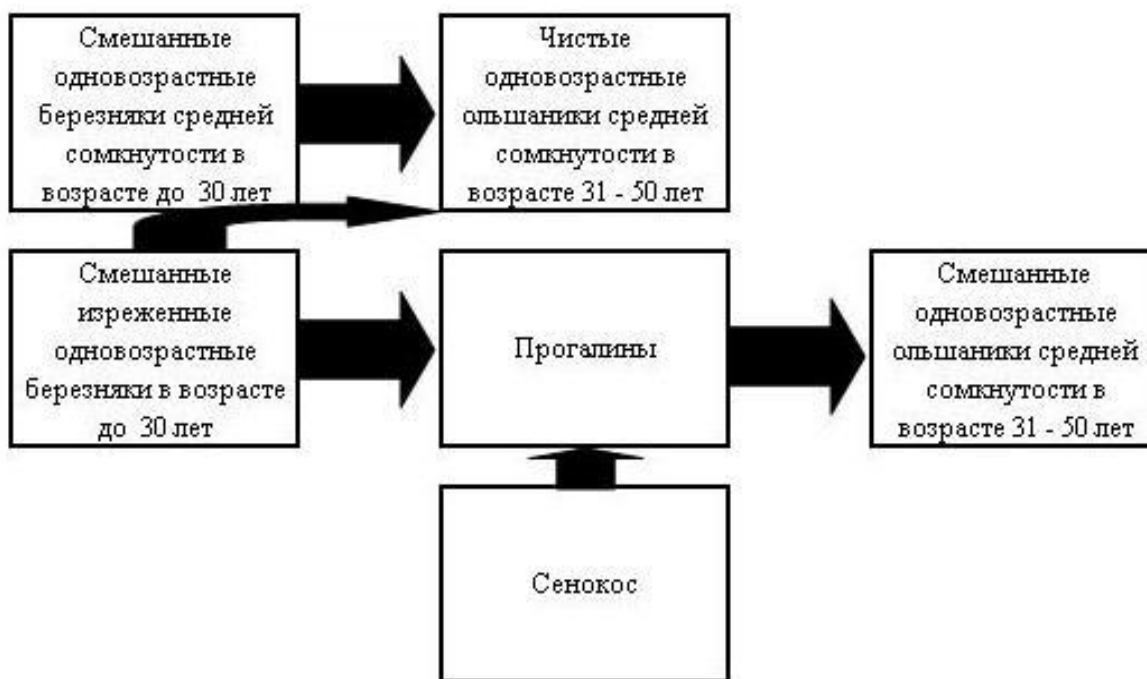 Смешанные
одновозрастные
березняки средней
сомкнутости в
возрасте до 30 лет
Чистые
одновозрастные
ольшаники средней
сомкнутости в
возрасте 31 - 50 лет
Смешанные
изреженные
одновозрастные
березняки в возрасте
до 30 лет
Прогалины
Смешанные
одновозрастные
ольшаники средней
сомкнутости в
возрасте 31 - 50 лет
Сенокос